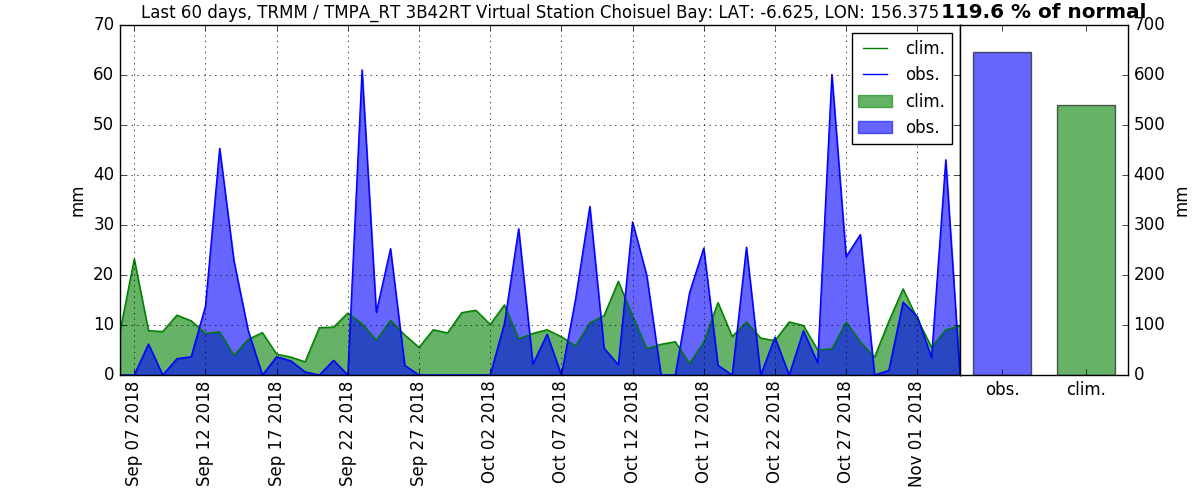 Last 60 days, TRMM / TMPA_RT 3B42RT Virtual Station Choisuel Bay: LAT: -6.625, LON: 156.375 119.6 % of normal
70
60
50
40
30
20
10
0
mm
clim.
obs.
clim.
obs.
700
600
500
400
300
200
100
0
mm
obs. clim.
Sep 07 2018
Sep 12 2018
Sep 17 2018
Sep 22 2018
Sep 27 2018
Oct 02 2018
Oct 07 2018
Oct 12 2018
Oct 17 2018
Oct 22 2018
Oct 27 2018
Nov 01 2018